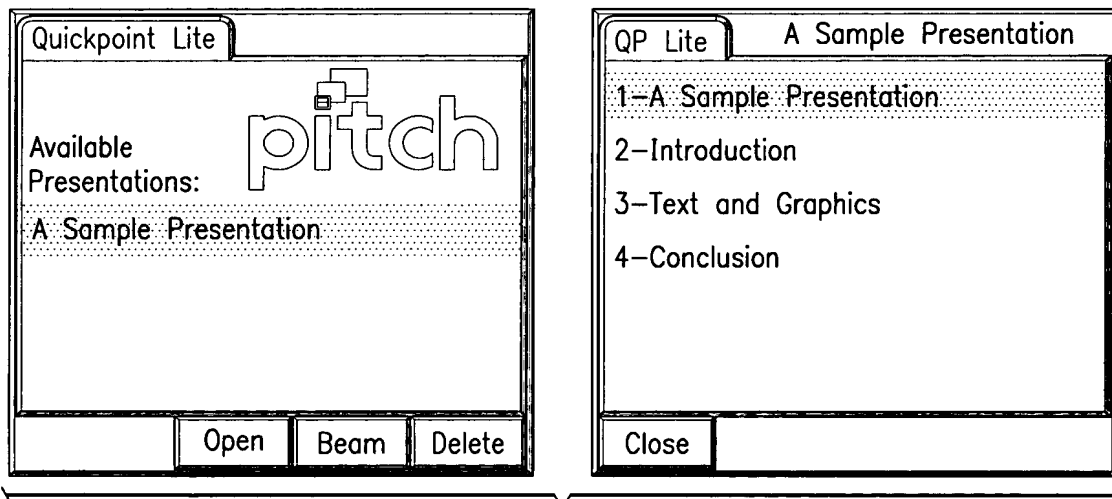 Quickpoint Lite
pitch
Available
Presentations:
A Sample Presentation
Open Beam Delete
QP Lite A Sample Presentation
1-A Sample Presentation
2-Introduction
3-Text and Graphics
4-Conclusion
Close